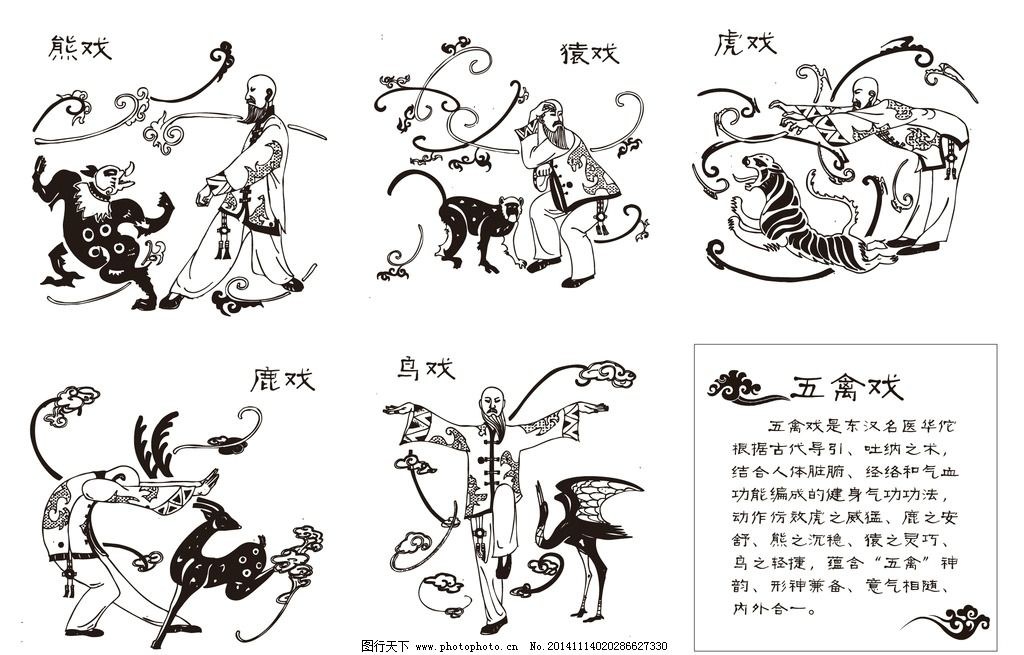 熊戏
猿戏
虎戏
鹿戏
鸟戏
五禽戏
五禽戏是东汉名医华佗
根据古代导引、吐纳之术，
结合人体脏腑、经络和气血
功能编成的健身气功功法，
动作仿效虎之威猛、鹿之安
舒、熊之沉稳、猿之灵巧、
鸟之轻捷，蕴含“五禽”神
韵、形神兼备、意气相随、
内外合一。
图行天下 www.photophoto.cn No.20141114020286627330